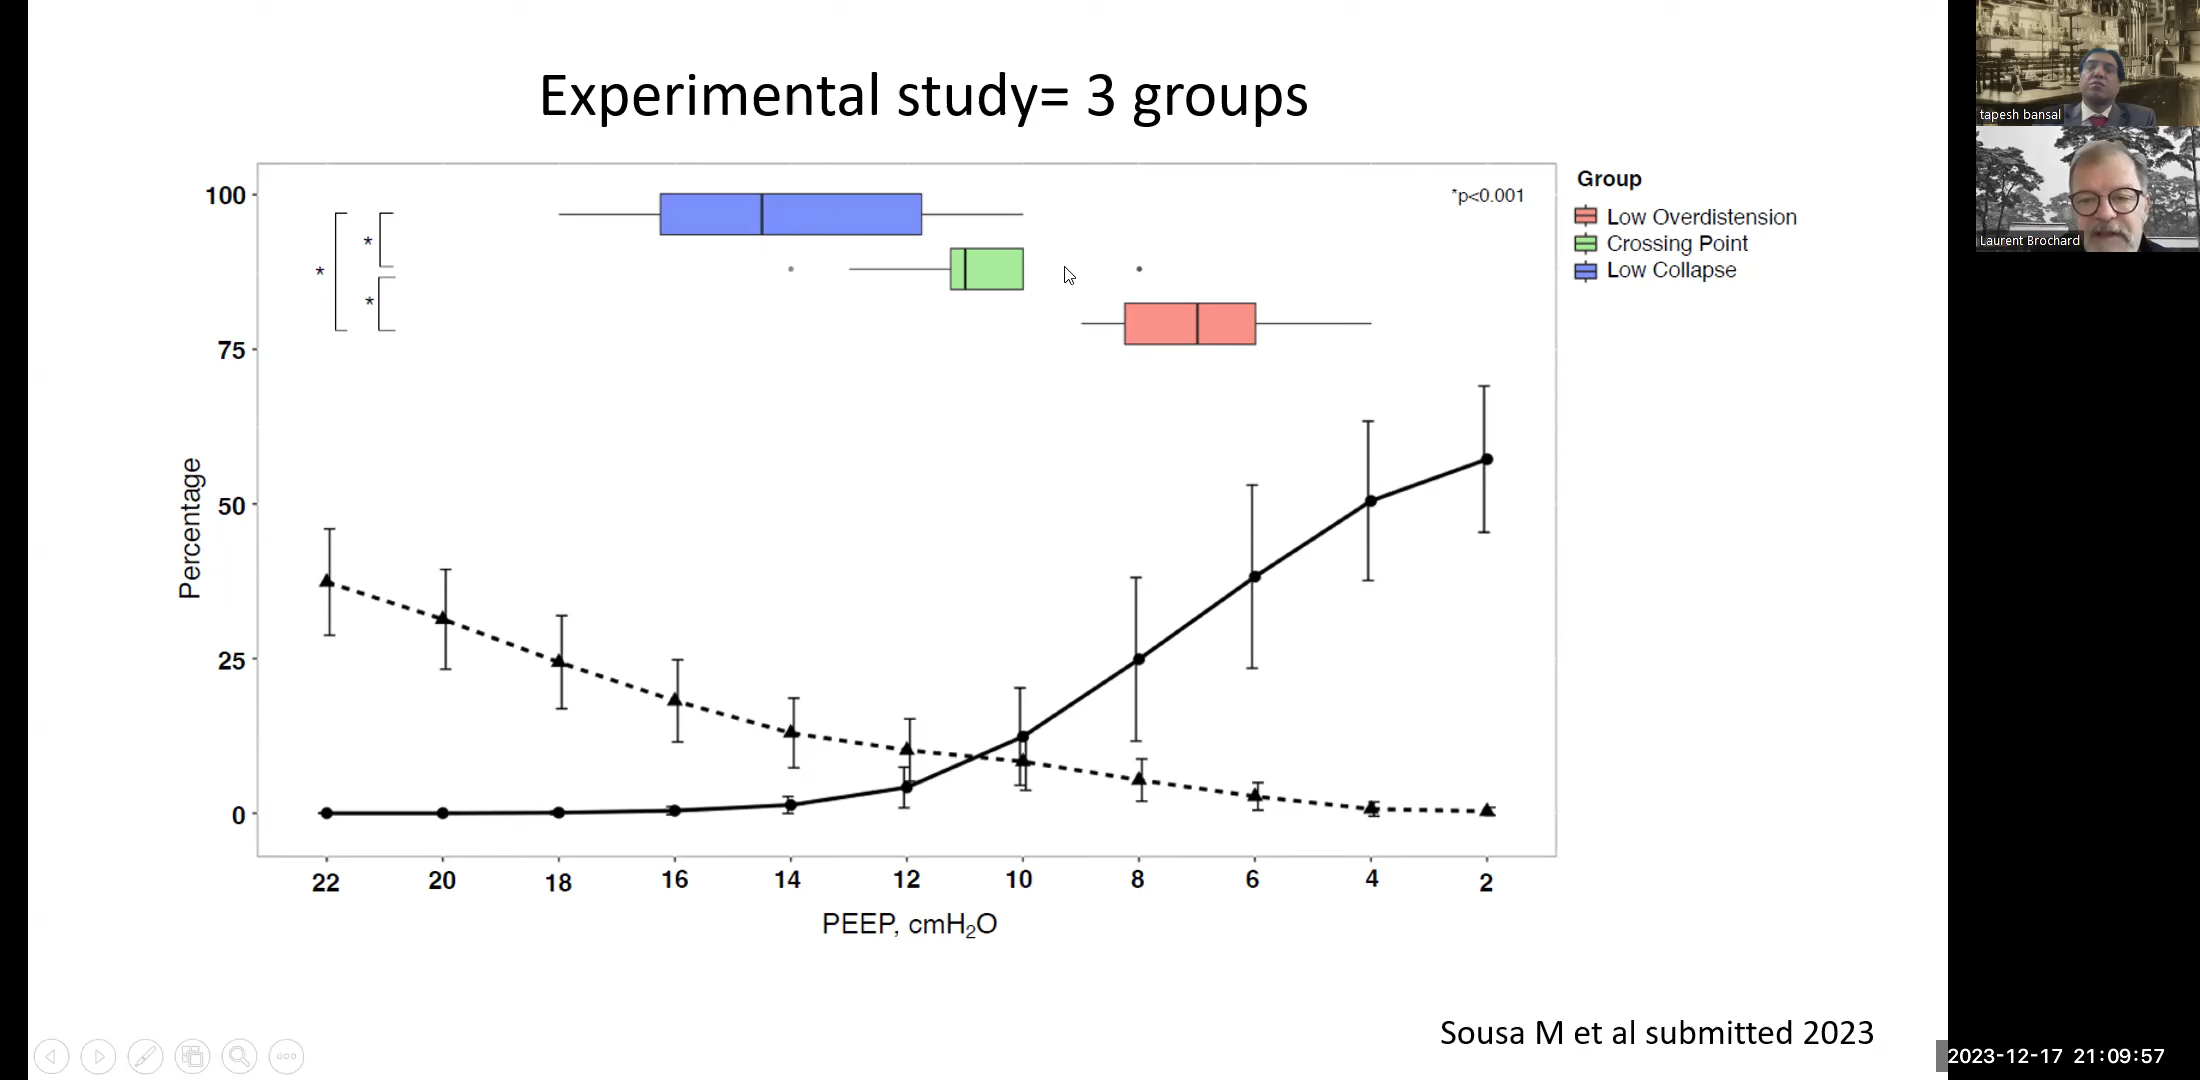 Experimental study= 3 groups
100
75
50
25
0
Percentage
*
*
*
*p<0.001
Group
Low Overdistension
Crossing Point
Low Collapse
22 20 18 16 14 12 10 8 6 4 2
PEEP, cmH₂O
Sousa M et al submitted 2023
tapesh bansal
Laurent Brochard
2023-12-17 21:09:57